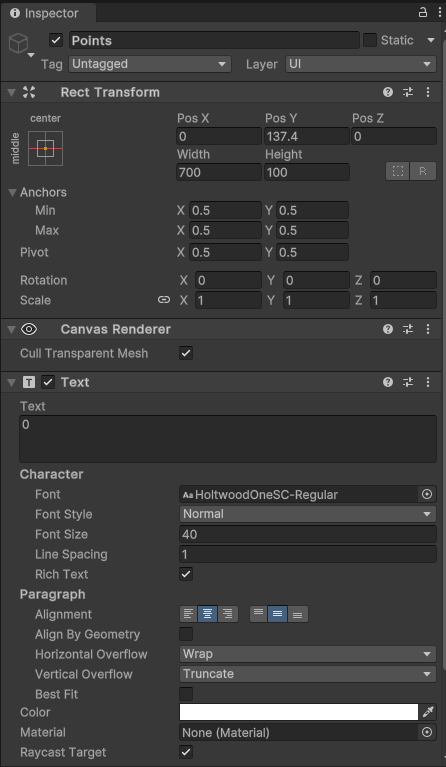 Inspector
Points Static
Tag Untagged Layer UI
Rect Transform
center
middle
Pos X Pos Y Pos Z
0 137.4 0
Width Height
700 100
R
Anchors
Min X 0.5 Y 0.5
Max X 0.5 Y 0.5
Pivot X 0.5 Y 0.5
Rotation X 0 Y 0 Z 0
Scale X 1 Y 1 Z 1
Canvas Renderer
Cull Transparent Mesh
T Text
Text
0
Character
Font Aa HoltwoodOneSC-Regular
Font Style Normal
Font Size 40
Line Spacing 1
Rich Text
Paragraph
Alignment
Align By Geometry
Horizontal Overflow Wrap
Vertical Overflow Truncate
Best Fit
Color
Material None (Material)
Raycast Target